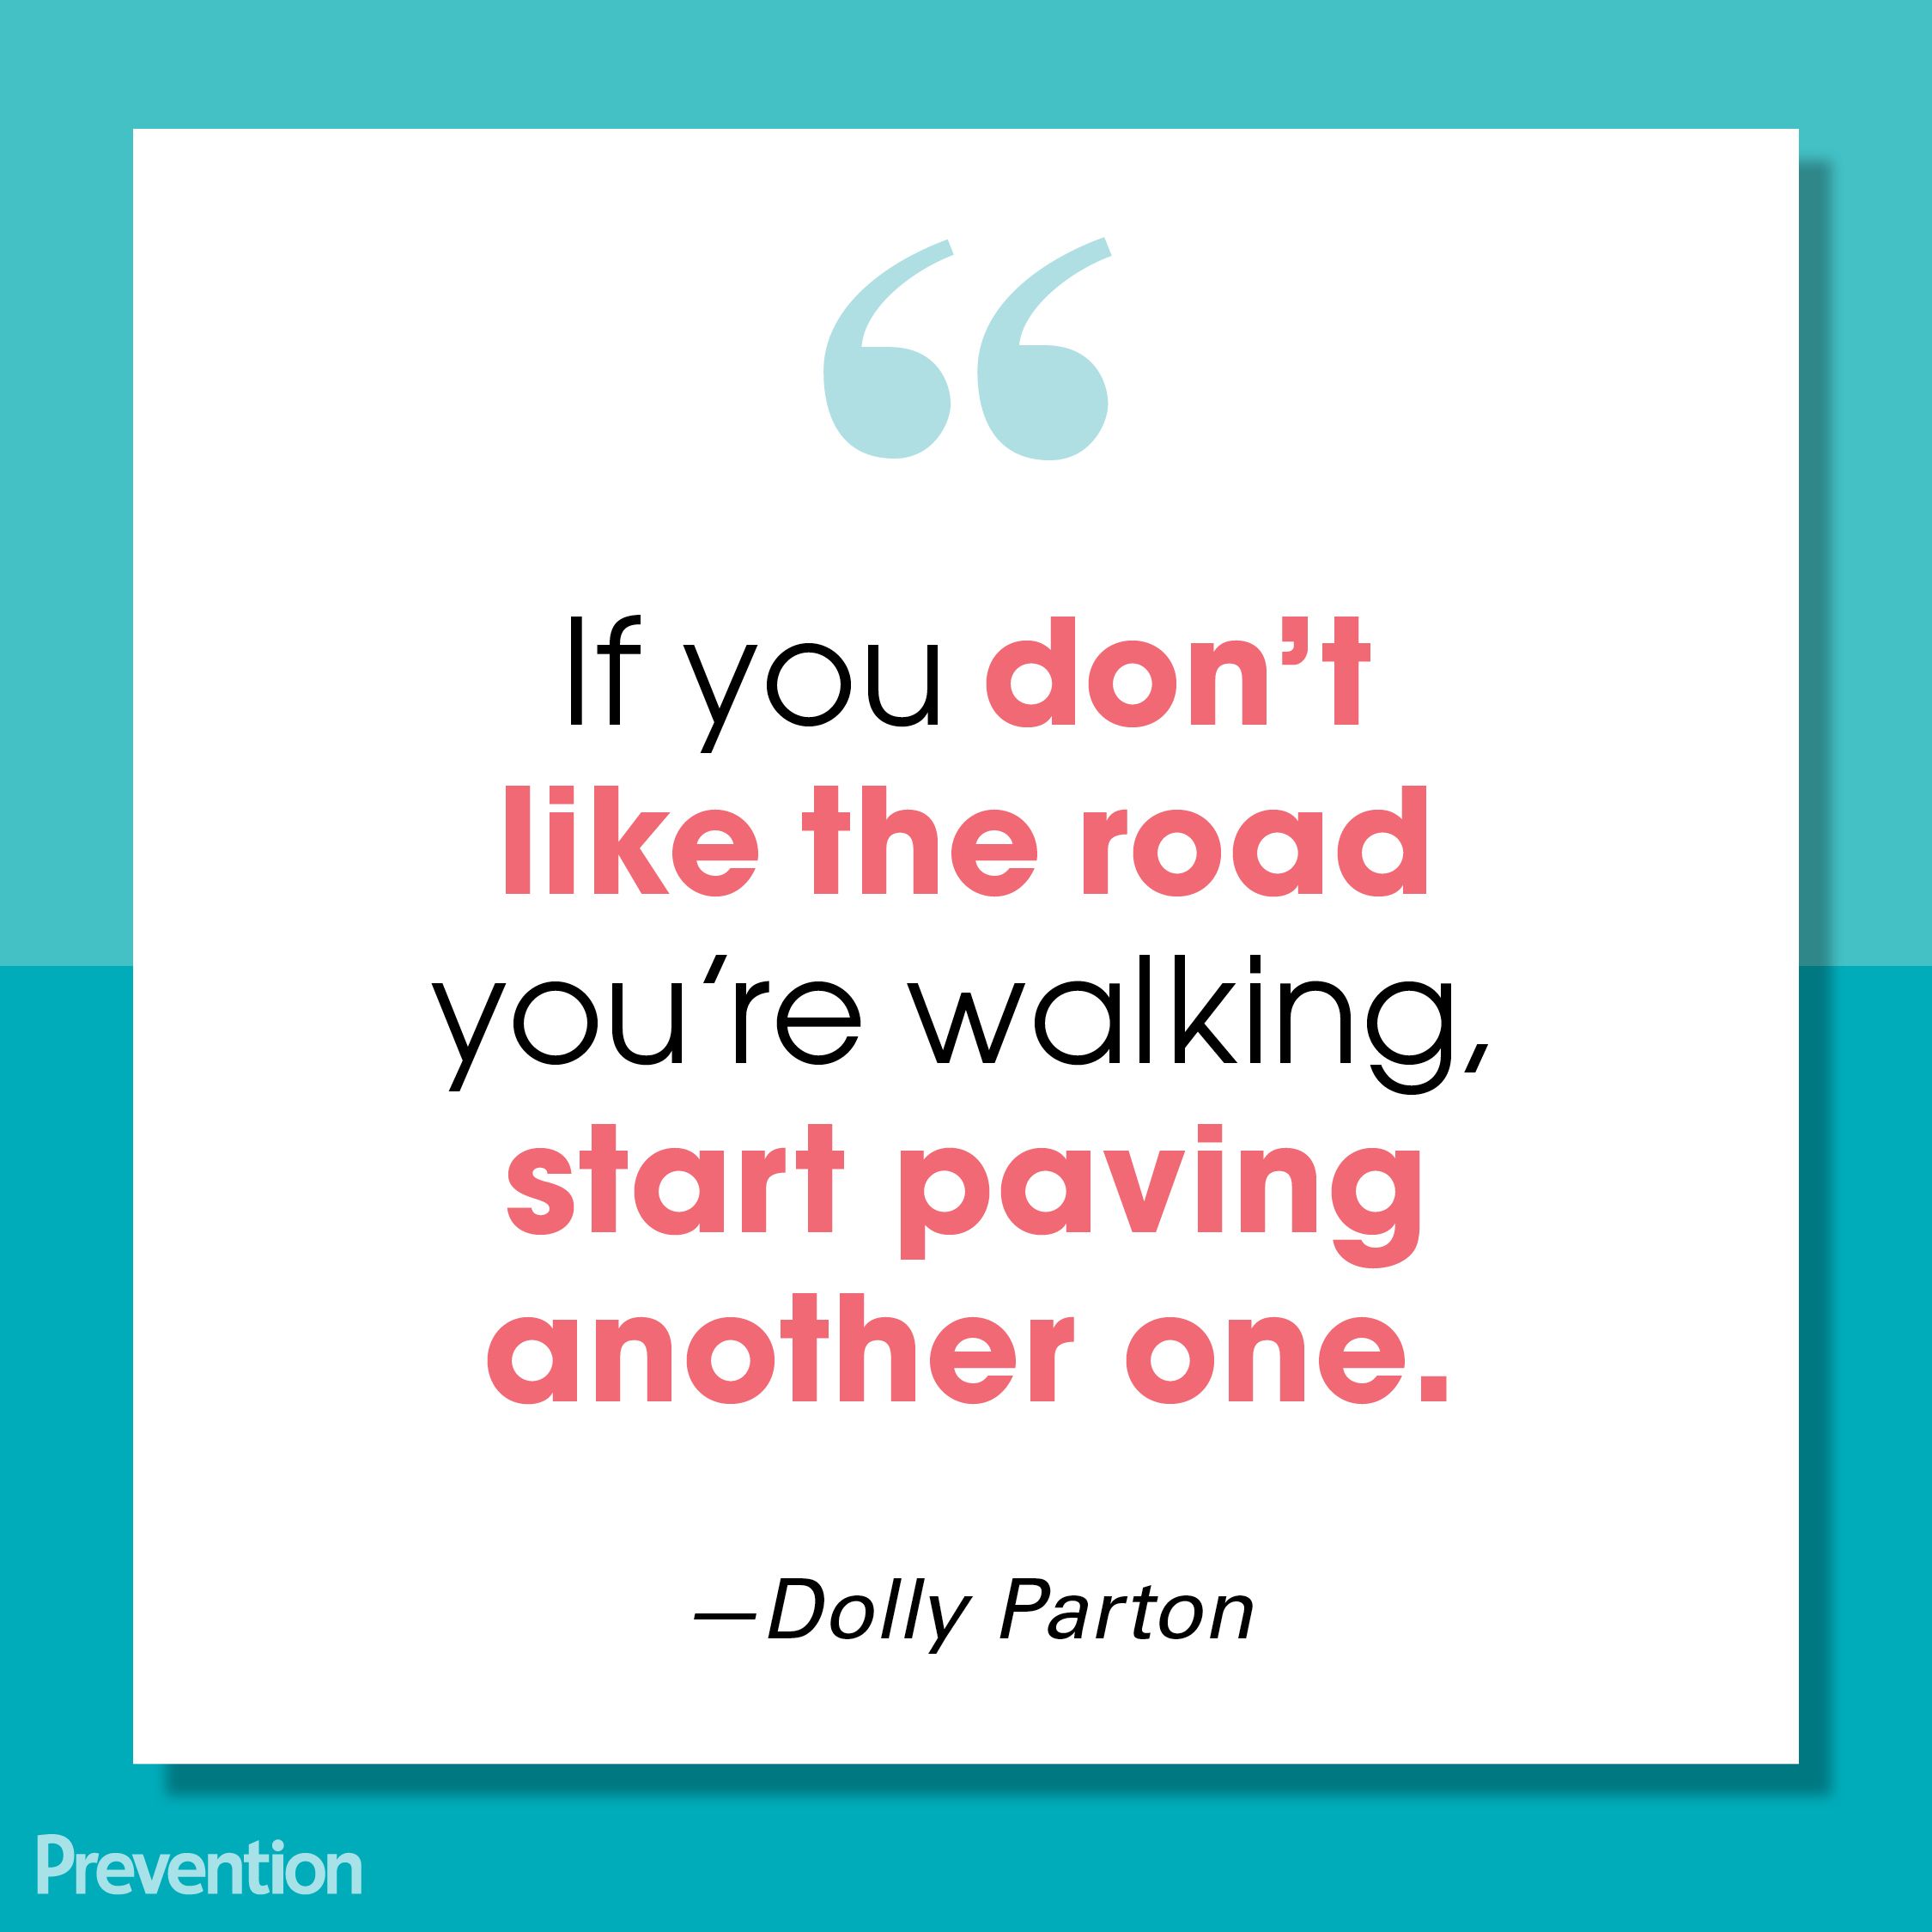 “
If you don’t
like the road
you’re walking,
start paving
another one.
—Dolly Parton
Prevention